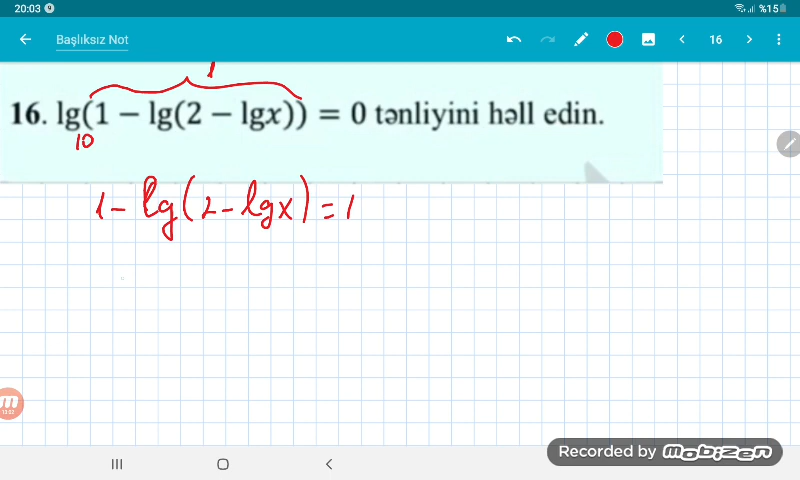 20:03 9 %15
Başlıksız Not 16
1
16. lg(1 − lg(2 − lgx)) = 0 tənliyini həll edin.
10
1 - lg(2 - lgx) = 1
m
Recorded by mobizen